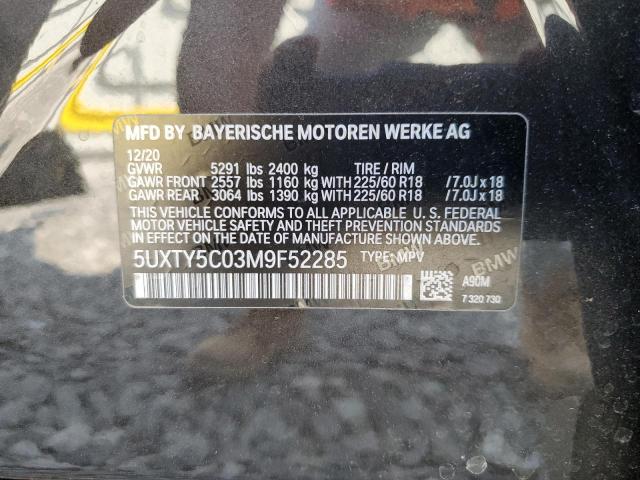 MFD BY BAYERISCHE MOTOREN WERKE AG
12/20
GVWR 5291 lbs 2400 kg TIRE / RIM
GAWR FRONT 2557 lbs 1160 kg WITH 225/60 R18 /7.0J x 18
GAWR REAR 3064 lbs 1390 kg WITH 225/60 R18 /7.0J x 18
THIS VEHICLE CONFORMS TO ALL APPLICABLE U. S. FEDERAL
MOTOR VEHICLE SAFETY AND THEFT PREVENTION STANDARDS
IN EFFECT ON THE DATE OF MANUFACTURE SHOWN ABOVE.
5UXTY5C03M9F52285 TYPE: MPV
A90M
7 320 730
BMW
BMW
BMW